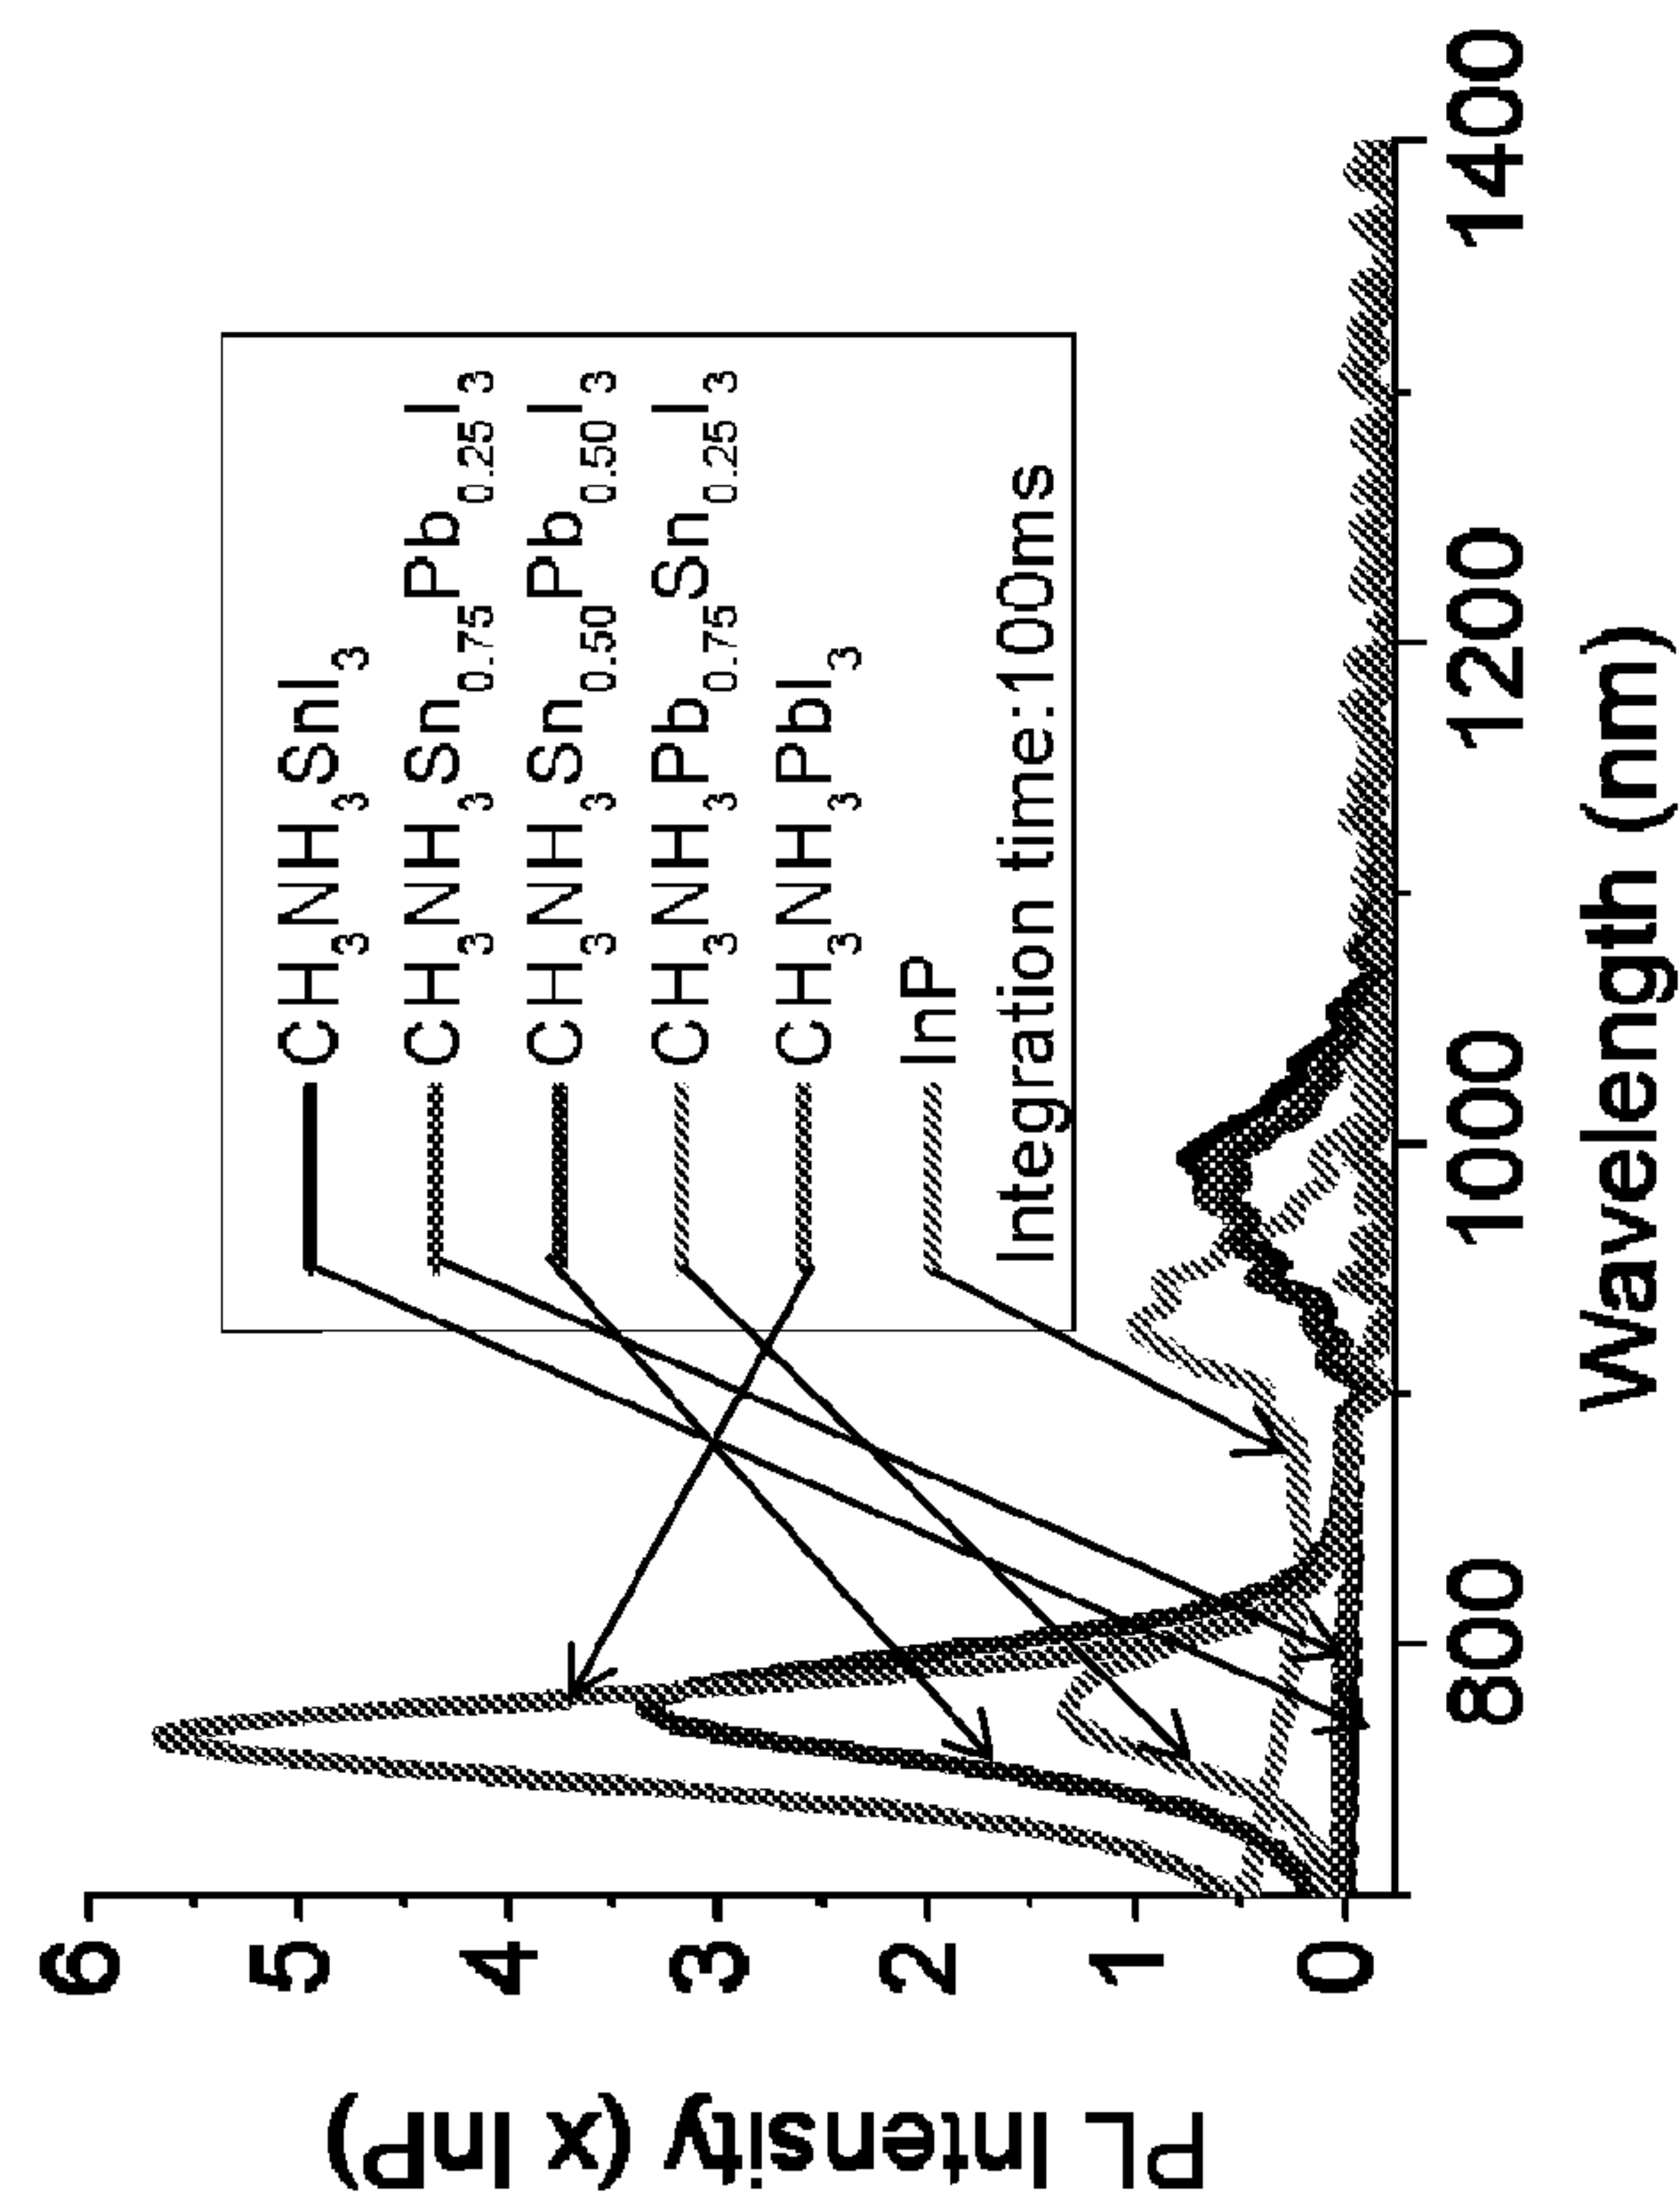 PL Intensity (x InP)
6
5
4
3
2
1
0
CH3NH3SnI3
CH3NH3Sn0.75Pb0.25I3
CH3NH3Sn0.50Pb0.50I3
CH3NH3Pb0.75Sn0.25I3
CH3NH3PbI3
InP
Integration time:100ms
800
1000
1200
1400
Wavelength (nm)